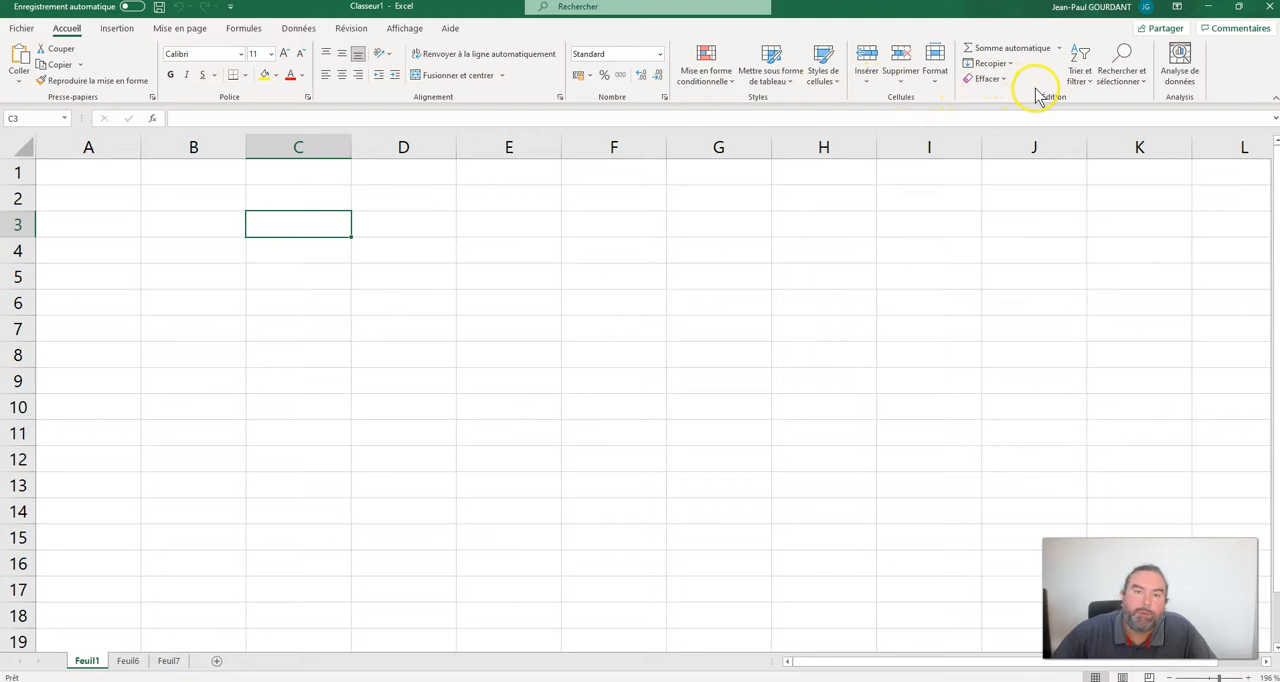 Enregistrement automatique
Classeur1 - Excel
Rechercher
Jean-Paul GOURDANT
JG
Fichier Accueil Insertion Mise en page Formules Données Révision Affichage Aide
Partager
Commentaires
Coller
Couper
Copier
Reproduire la mise en forme
Presse-papiers
Calibri
11
G I S
Police
Renvoyer à la ligne automatiquement
Fusionner et centrer
Alignement
Standard
% 000
Nombre
Mise en forme conditionnelle
Mettre sous forme de tableau
Styles de cellules
Styles
Insérer
Supprimer
Format
Cellules
Somme automatique
Recopier
Effacer
Trier et filtrer
Rechercher et sélectionner
Analyse de données
Analysis
C3
fx
A B C D E F G H I J K L
1
2
3
4
5
6
7
8
9
10
11
12
13
14
15
16
17
18
19
Feuil1 Feuil6 Feuil7
Prêt
196 %